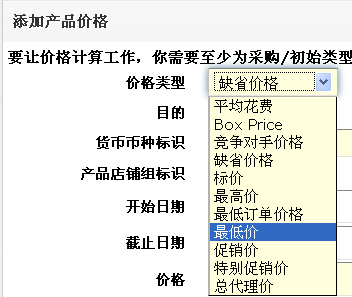 添加产品价格
要让价格计算工作，你需要至少为采购/初始类型
价格类型
缺省价格
目的
货币币种标识
产品店铺组标识
开始日期
截止日期
价格
平均花费
Box Price
竞争对手价格
缺省价格
标价
最高价
最低订单价格
最低价
促销价
特别促销价
总代理价